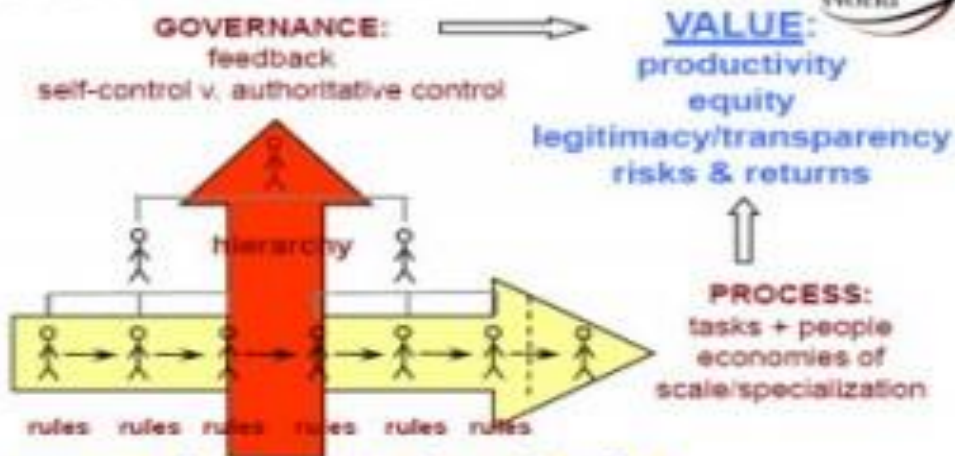 GOVERNANCE:
feedback
self-control v. authoritative control
VALUE:
productivity
equity
legitimacy/transparency
risks & returns
hierarchy
PROCESS:
tasks + people
economies of
scale/specialization
rules rules rules rules rules rules